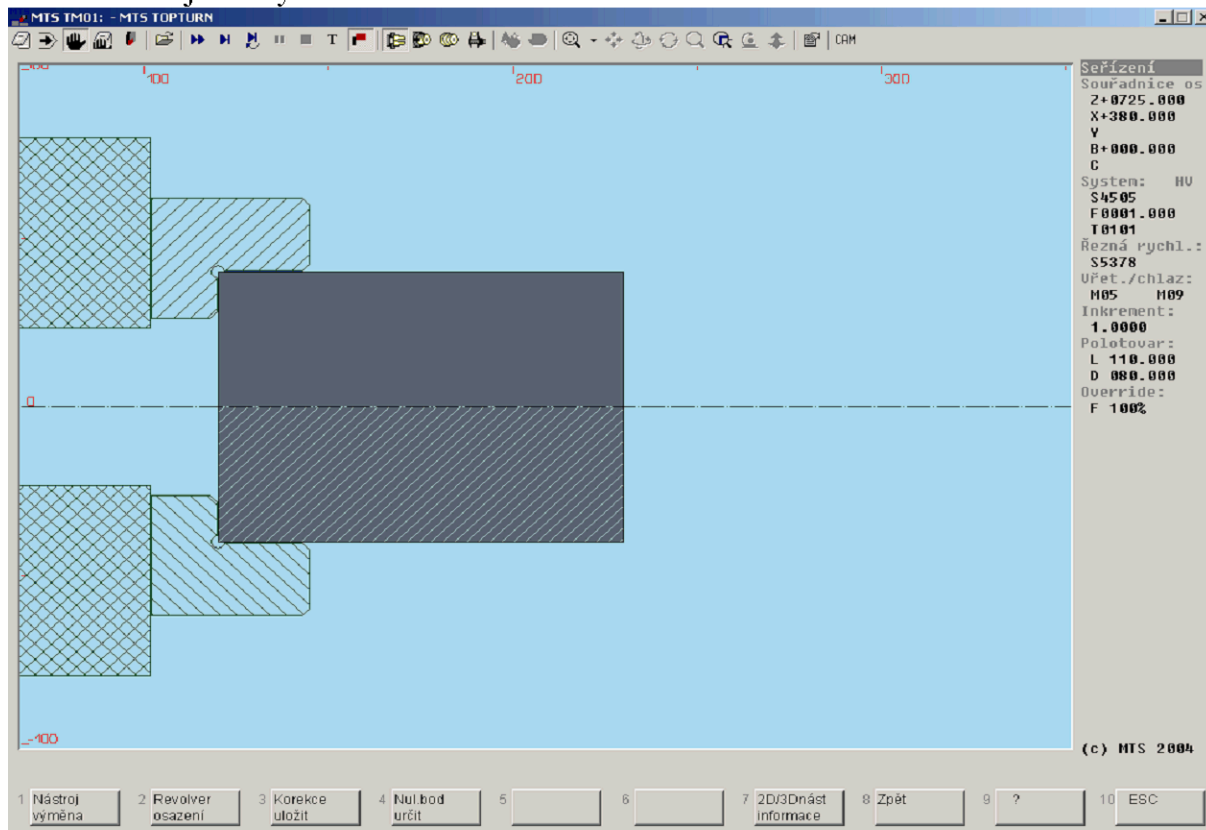 MTS TM01: - MTS TOPTURN
T CAM
100 200 300
0
-100
Seřízení
Souřadnice os
Z+0725.000
X+380.000
Y
B+000.000
C
System: HV
S4505
F0001.000
T0101
Řezná rychl.:
S5378
Vřet./chlaz:
M05 M09
Inkrement:
1.0000
Polotovar:
L 110.000
D 080.000
Override:
F 100%
(c) MTS 2004
1 Nástroj výměna
2 Revolver osazení
3 Korekce uložit
4 Nul.bod určit
5
6
7 2D/3Dnást informace
8 Zpět
9 ?
10 ESC